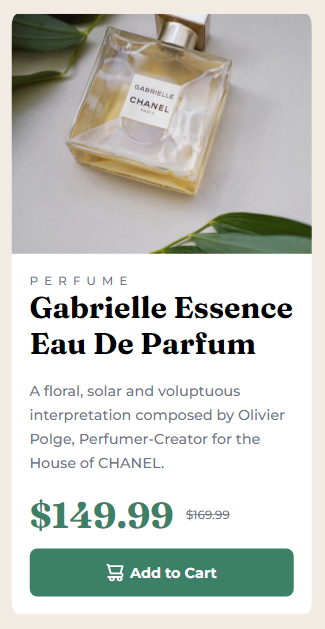 GABRIELLE
CHANEL
PARIS
PERFUME
Gabrielle Essence
Eau De Parfum
A floral, solar and voluptuous
interpretation composed by Olivier
Polge, Perfumer-Creator for the
House of CHANEL.
$149.99 $169.99
Add to Cart